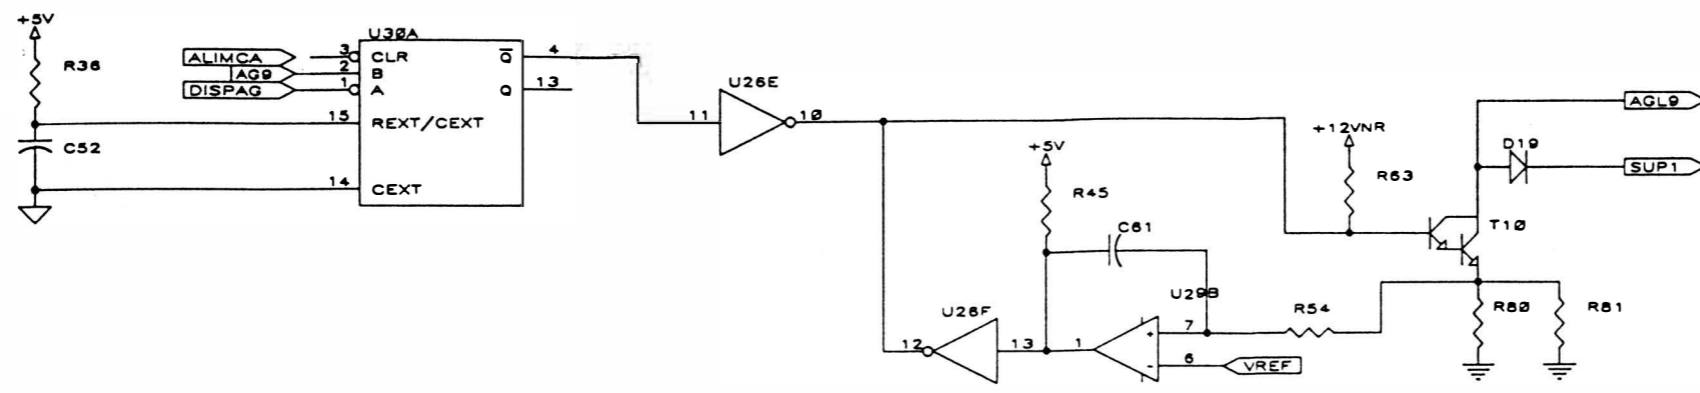 +5V
R36
C52
ALIMCA
AG9
DISPAG
U30A
3
CLR
2
B
1
A
15
REXT/CEXT
14
CEXT
Q
4
Q
13
U26E
11
10
+5V
R45
C61
U26F
12
13
1
U29B
7
+
6
-
VREF
R54
+12VNR
R63
T10
D19
AGL9
SUP1
R80
R81